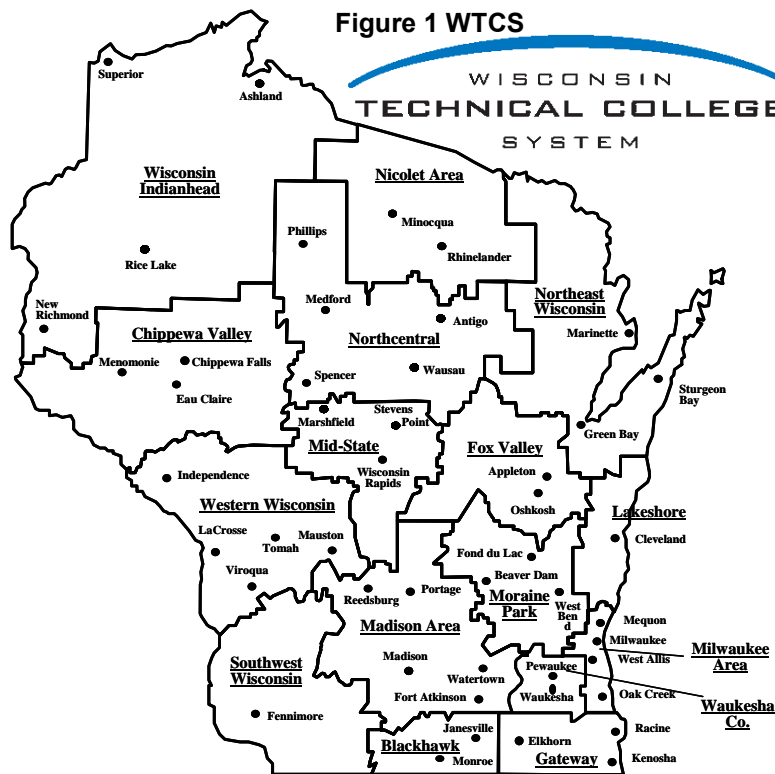 Figure 1 WTCS
WISCONSIN
TECHNICAL COLLEGE
SYSTEM
Superior
Ashland
Wisconsin
Indianhead
Nicolet Area
Minocqua
Phillips
Rhinelander
Rice Lake
New
Richmond
Medford
Antigo
Northeast
Wisconsin
Marinette
Chippewa Valley
Northcentral
Menomonie
Chippewa Falls
Wausau
Eau Claire
Spencer
Sturgeon
Bay
Marshfield
Stevens
Point
Green Bay
Mid-State
Fox Valley
Wisconsin
Rapids
Appleton
Independence
Oshkosh
Western Wisconsin
Lakeshore
LaCrosse
Tomah
Mauston
Cleveland
Fond du Lac
Viroqua
Beaver Dam
Reedsburg
Portage
Moraine
Park
West
Ben
d
Mequon
Madison Area
Milwaukee
Milwaukee
Area
Southwest
Wisconsin
Madison
Watertown
Pewaukee
West Allis
Waukesha
Fort Atkinson
Oak Creek
Waukesha
Co.
Fennimore
Janesville
Racine
Blackhawk
Elkhorn
Monroe
Gateway
Kenosha